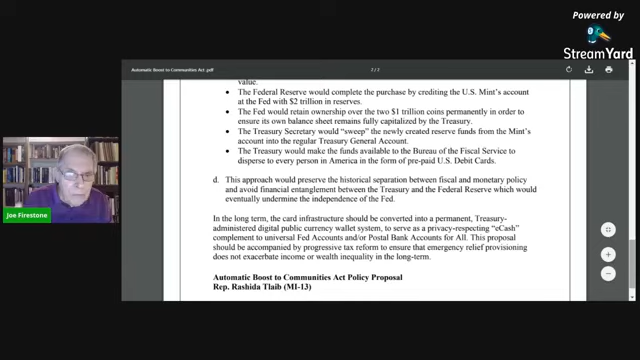 Powered by
StreamYard
Automatic Boost to Communities Act.pdf
7 / 7
value.
• The Federal Reserve would complete the purchase by crediting the U.S. Mint's account
at the Fed with $2 trillion in reserves.
• The Fed would retain ownership over the two $1 trillion coins permanently in order to
ensure its own balance sheet remains fully capitalized by the Treasury.
• The Treasury Secretary would "sweep" the newly created reserve funds from the Mint's
account into the regular Treasury General Account.
• The Treasury would make the funds available to the Bureau of the Fiscal Service to
disperse to every person in America in the form of pre-paid U.S. Debit Cards.
d. This approach would preserve the historical separation between fiscal and monetary policy
and avoid financial entanglement between the Treasury and the Federal Reserve which would
eventually undermine the independence of the Fed.
In the long term, the card infrastructure should be converted into a permanent, Treasury-
administered digital public currency wallet system, to serve as a privacy-respecting "eCash"
complement to universal Fed Accounts and/or Postal Bank Accounts for All. This proposal
should be accompanied by progressive tax reform to ensure that emergency relief provisioning
does not exacerbate income or wealth inequality in the long-term.
Automatic Boost to Communities Act Policy Proposal
Rep. Rashida Tlaib (MI-13)
Joe Firestone